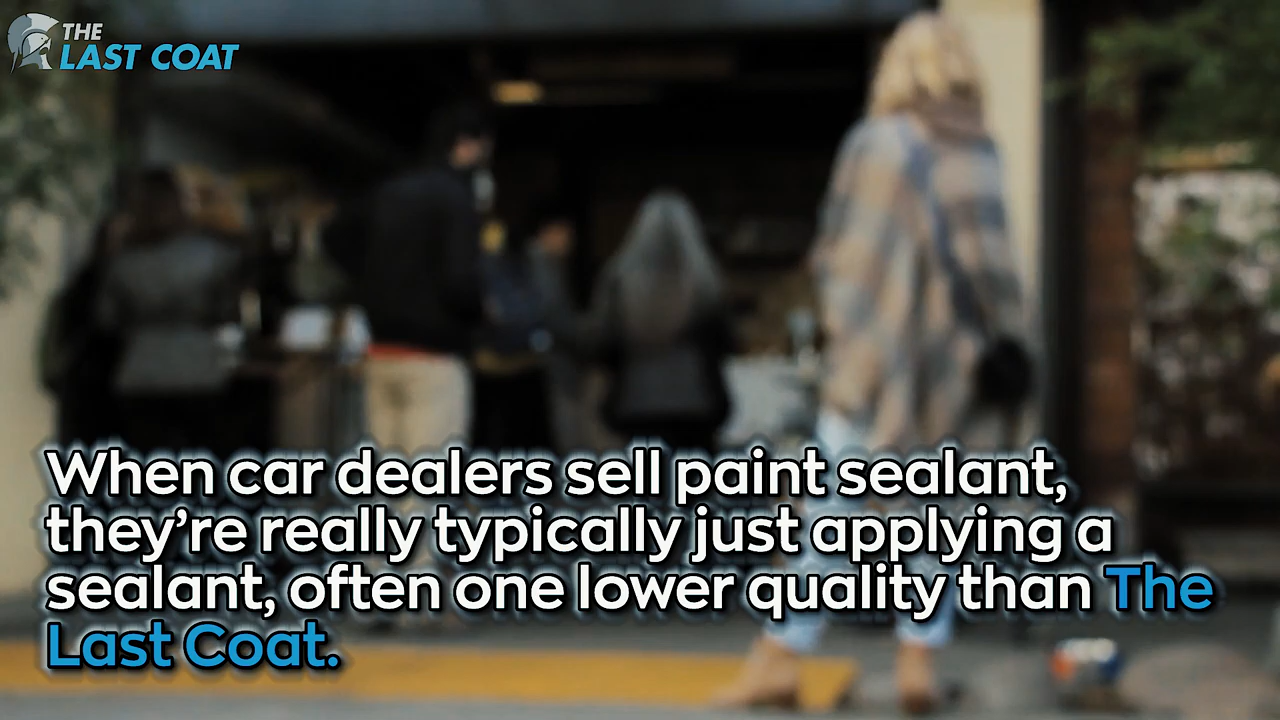 THE
LAST COAT
When car dealers sell paint sealant,
they’re really typically just applying a
sealant, often one lower quality than The
Last Coat.